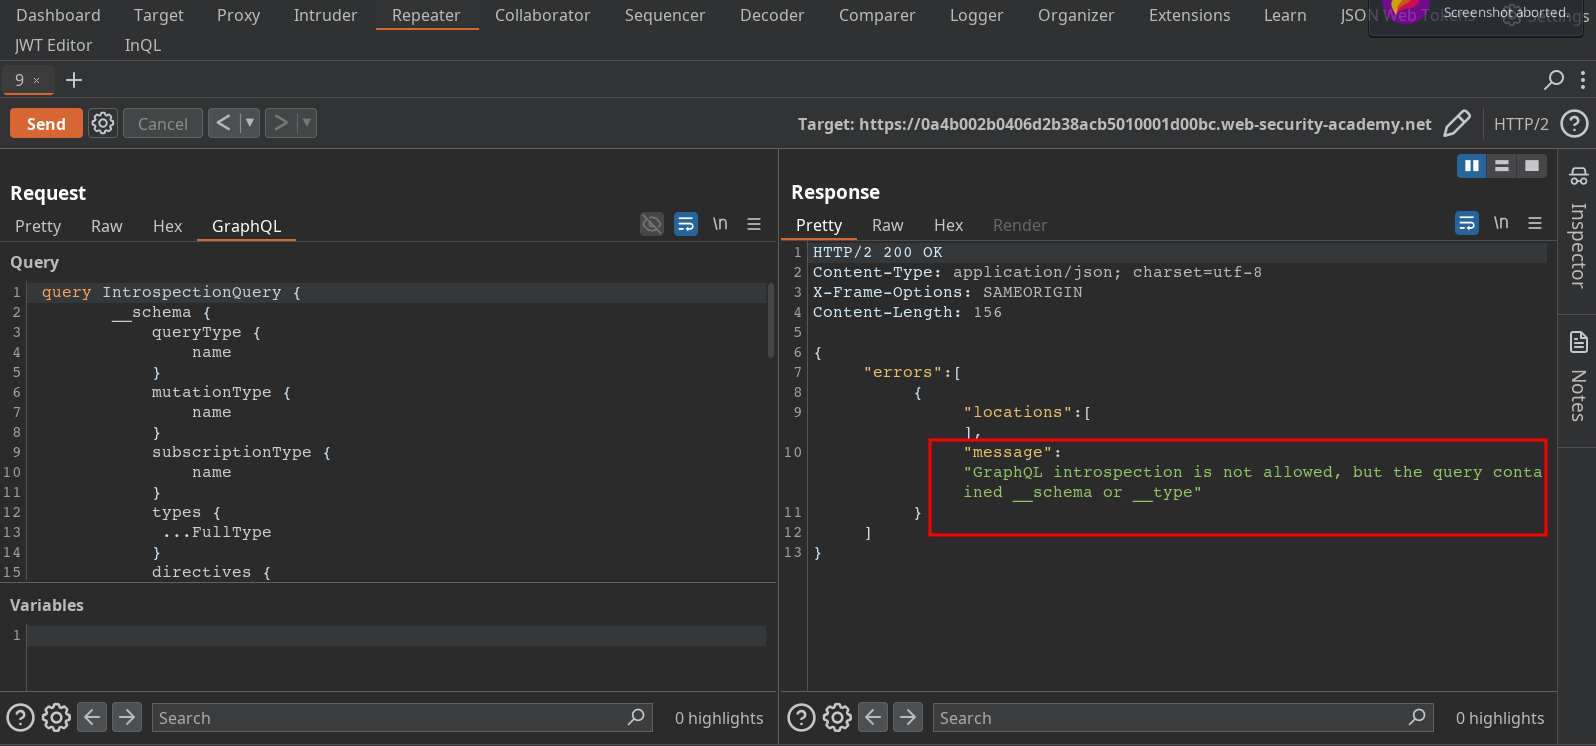 Dashboard Target Proxy Intruder Repeater Collaborator Sequencer Decoder Comparer Logger Organizer Extensions Learn JSON Web Tokens Settings
Screenshot aborted.
JWT Editor InQL
9 ×
Send Cancel < >
Target: https://0a4b002b0406d2b38acb5010001d00bc.web-security-academy.net HTTP/2
Request
Pretty Raw Hex GraphQL \n
Query
1 query IntrospectionQuery {
2 __schema {
3 queryType {
4 name
5 }
6 mutationType {
7 name
8 }
9 subscriptionType {
10 name
11 }
12 types {
13 ...FullType
14 }
15 directives {
Variables
1
Search 0 highlights
Response
Pretty Raw Hex Render \n
1 HTTP/2 200 OK
2 Content-Type: application/json; charset=utf-8
3 X-Frame-Options: SAMEORIGIN
4 Content-Length: 156
5
6 {
7 "errors":[
8 {
9 "locations":[
],
10 "message":
"GraphQL introspection is not allowed, but the query conta
ined __schema or __type"
11 }
12 ]
13 }
Search 0 highlights
Inspector
Notes